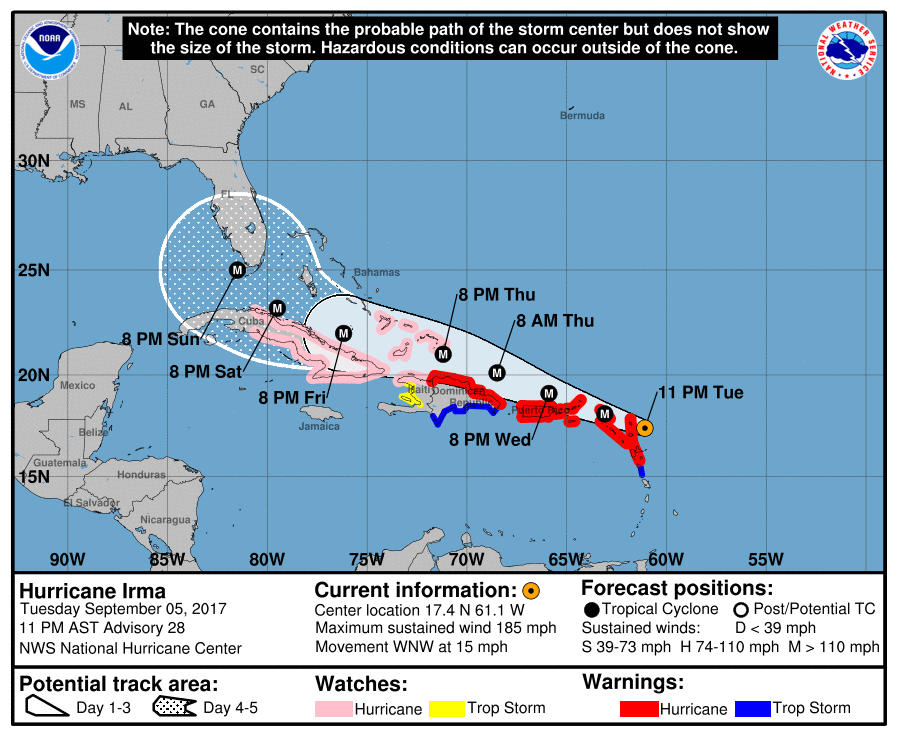 Note: The cone contains the probable path of the storm center but does not show
the size of the storm. Hazardous conditions can occur outside of the cone.
NOAA
NATIONAL WEATHER SERVICE
SC
MS
AL
GA
Bermuda
30N
FL
25N
Bahamas
8 PM Thu
8 AM Thu
Cuba
8 PM Sun
8 PM Sat
20N
8 PM Fri
Mexico
Haiti
Dominican
Republic
Puerto Rico
11 PM Tue
Jamaica
8 PM Wed
Belize
Guatemala
15N
Honduras
El Salvador
Nicaragua
M
M
M
M
M
M
M
90W 85W 80W 75W 70W 65W 60W 55W
Hurricane Irma
Tuesday September 05, 2017
11 PM AST Advisory 28
NWS National Hurricane Center
Current information:
Center location 17.4 N 61.1 W
Maximum sustained wind 185 mph
Movement WNW at 15 mph
Forecast positions:
Tropical Cyclone Post/Potential TC
Sustained winds: D < 39 mph
S 39-73 mph H 74-110 mph M > 110 mph
Potential track area:
Day 1-3 Day 4-5
Watches:
Hurricane Trop Storm
Warnings:
Hurricane Trop Storm